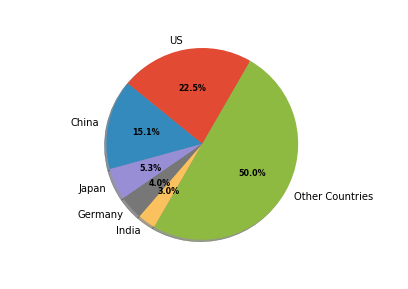 US
22.5%
China
15.1%
Japan
5.3%
Germany
4.0%
India
3.0%
Other Countries
50.0%